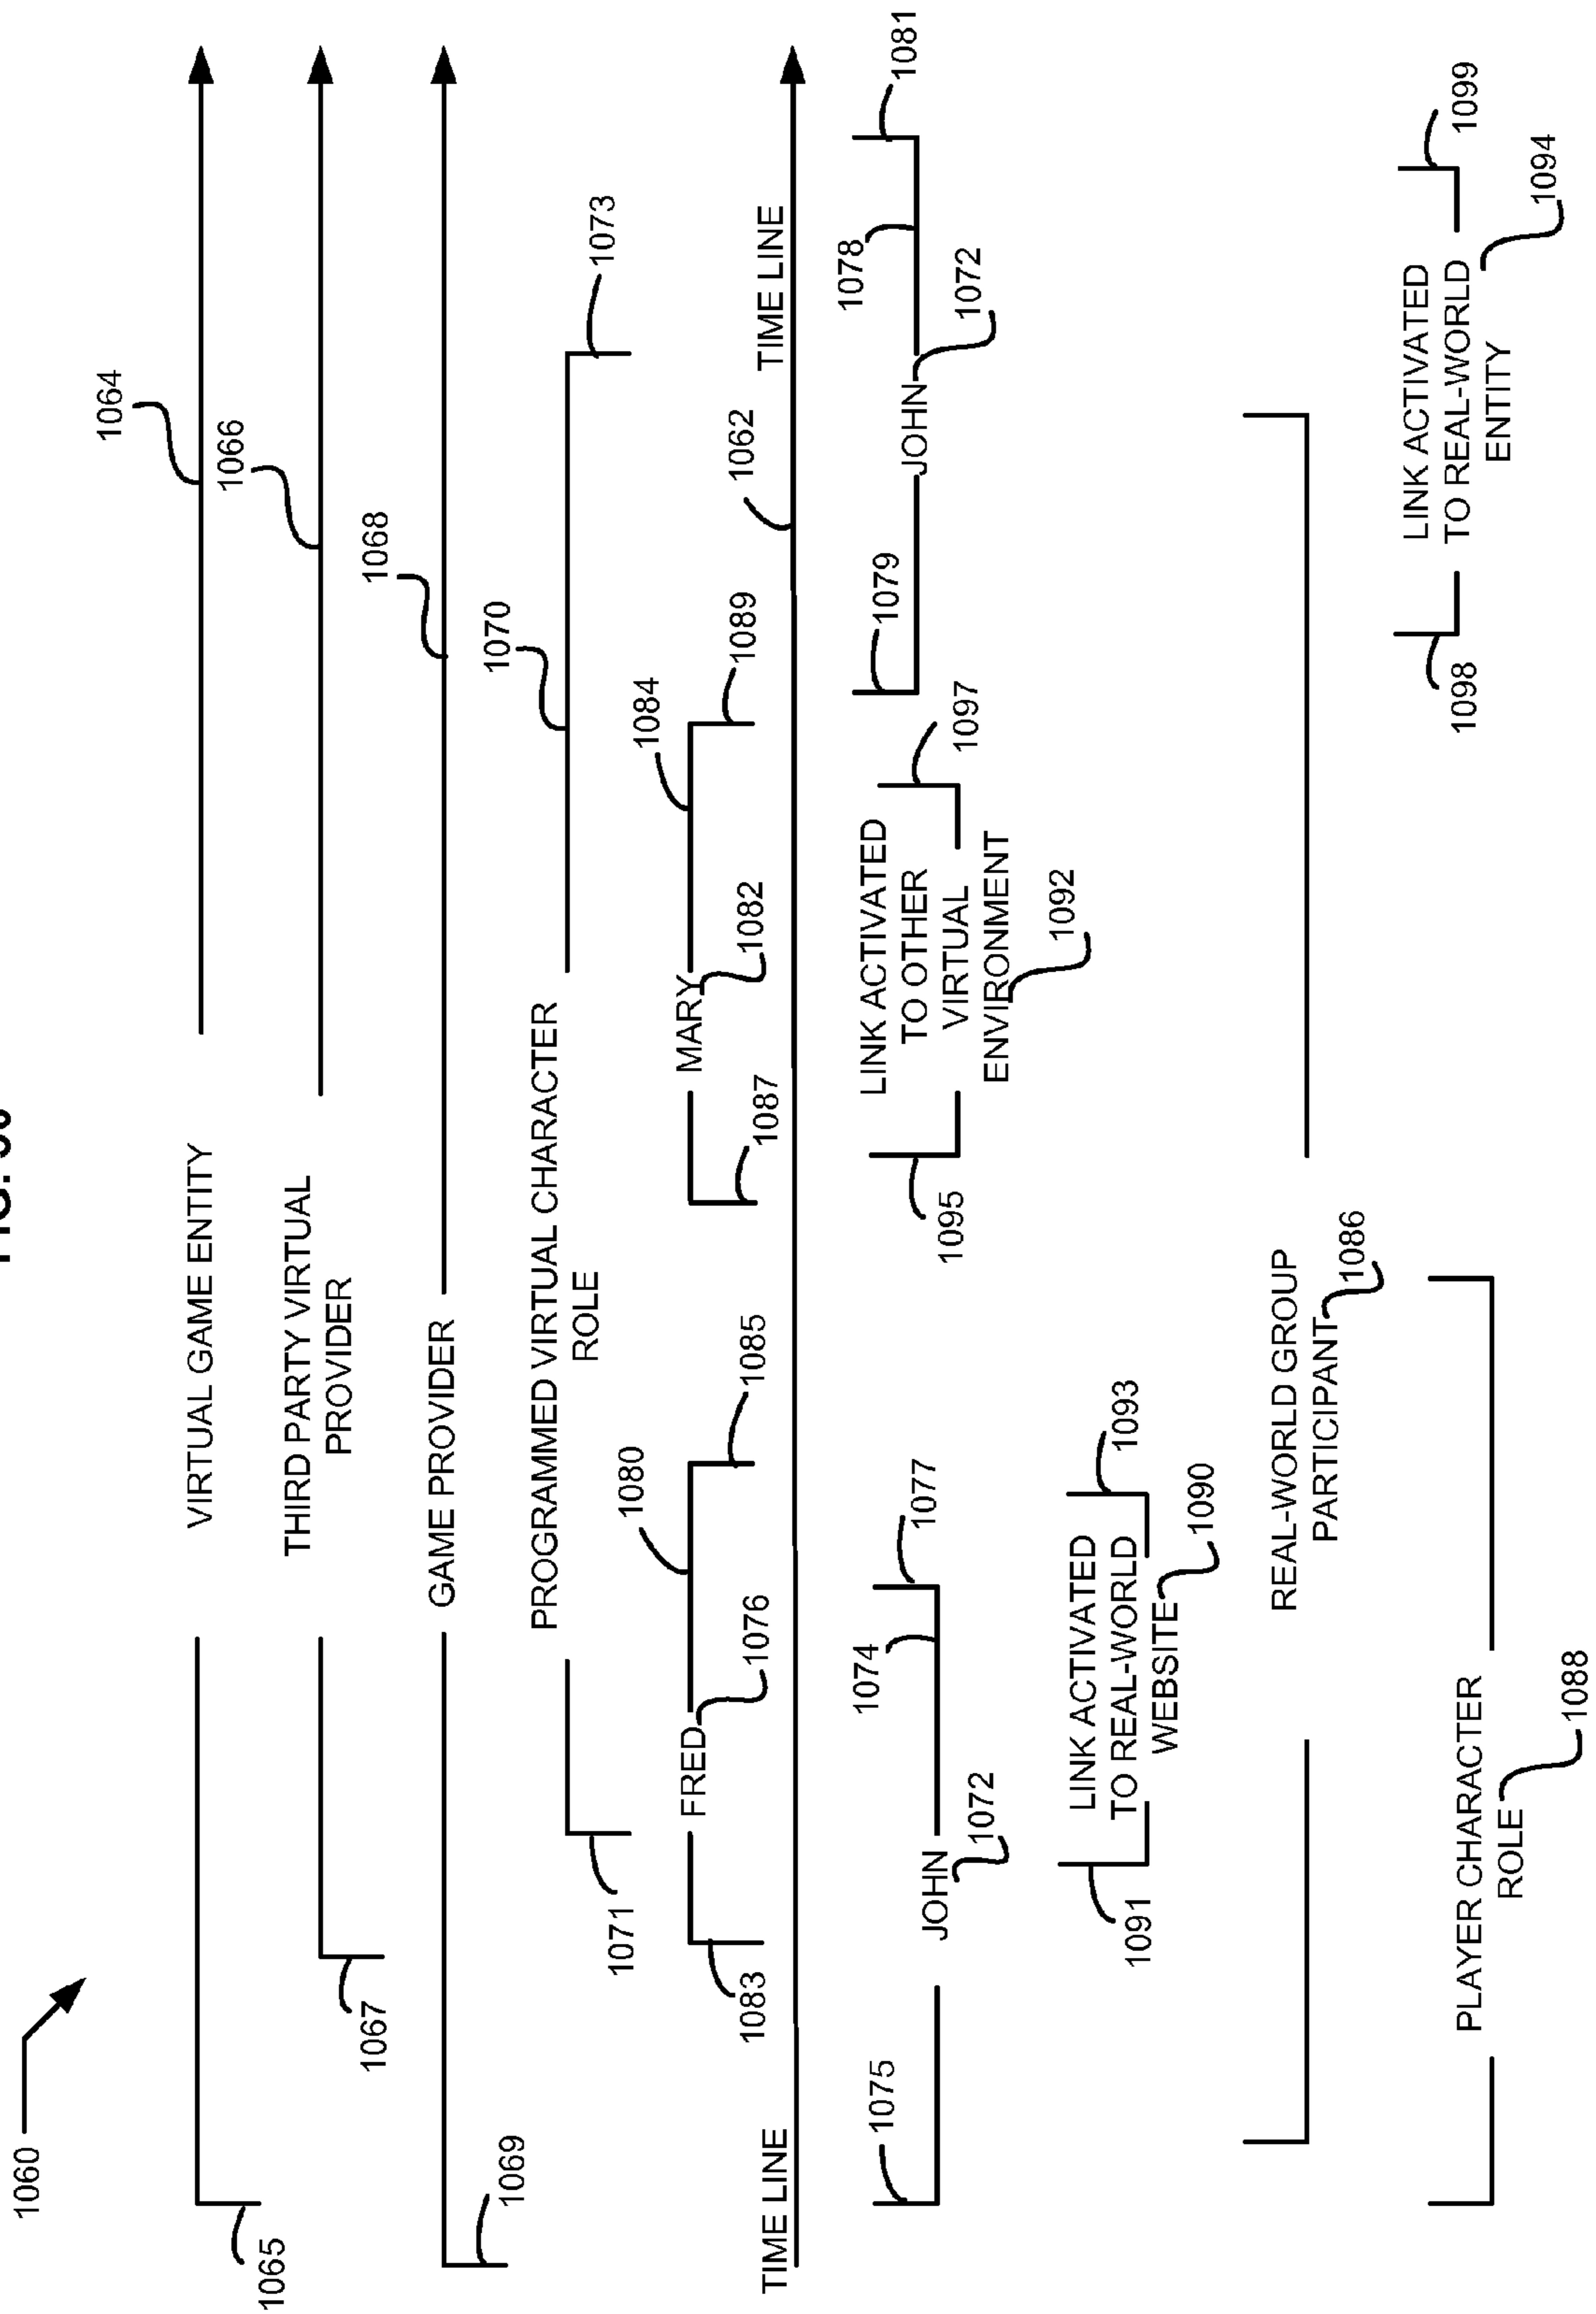 1060
FIG.
1064
VIRTUAL GAME ENTITY
1065
1066
THIRD PARTY VIRTUAL
PROVIDER
1067
1068
GAME PROVIDER
1069
1070
PROGRAMMED VIRTUAL CHARACTER
ROLE
1071
1073
1080
1084
FRED
MARY
1083
1076
1085
1087
1082
1089
1062
TIME LINE
TIME LINE
1075
1074
1077
LINK ACTIVATED
TO OTHER
VIRTUAL
ENVIRONMENT
1095
1097
1092
1079
1078
1081
JOHN
1072
JOHN
1072
LINK ACTIVATED
TO REAL-WORLD
WEBSITE
1091
1093
1090
REAL-WORLD GROUP
PARTICIPANT
1086
LINK ACTIVATED
TO REAL-WORLD
ENTITY
1098
1099
1094
PLAYER CHARACTER
ROLE
1088